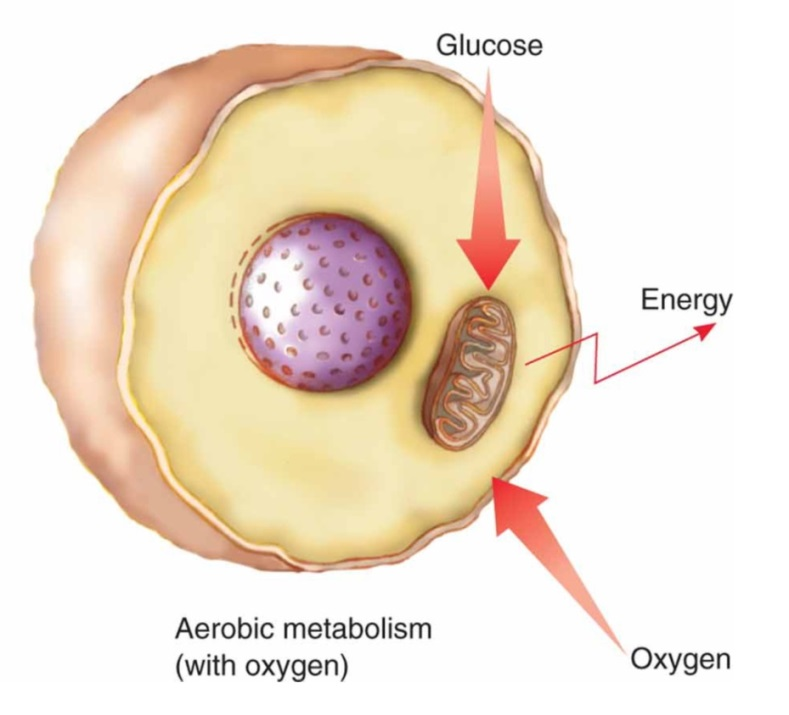 Glucose
Energy
Aerobic metabolism
(with oxygen)
Oxygen